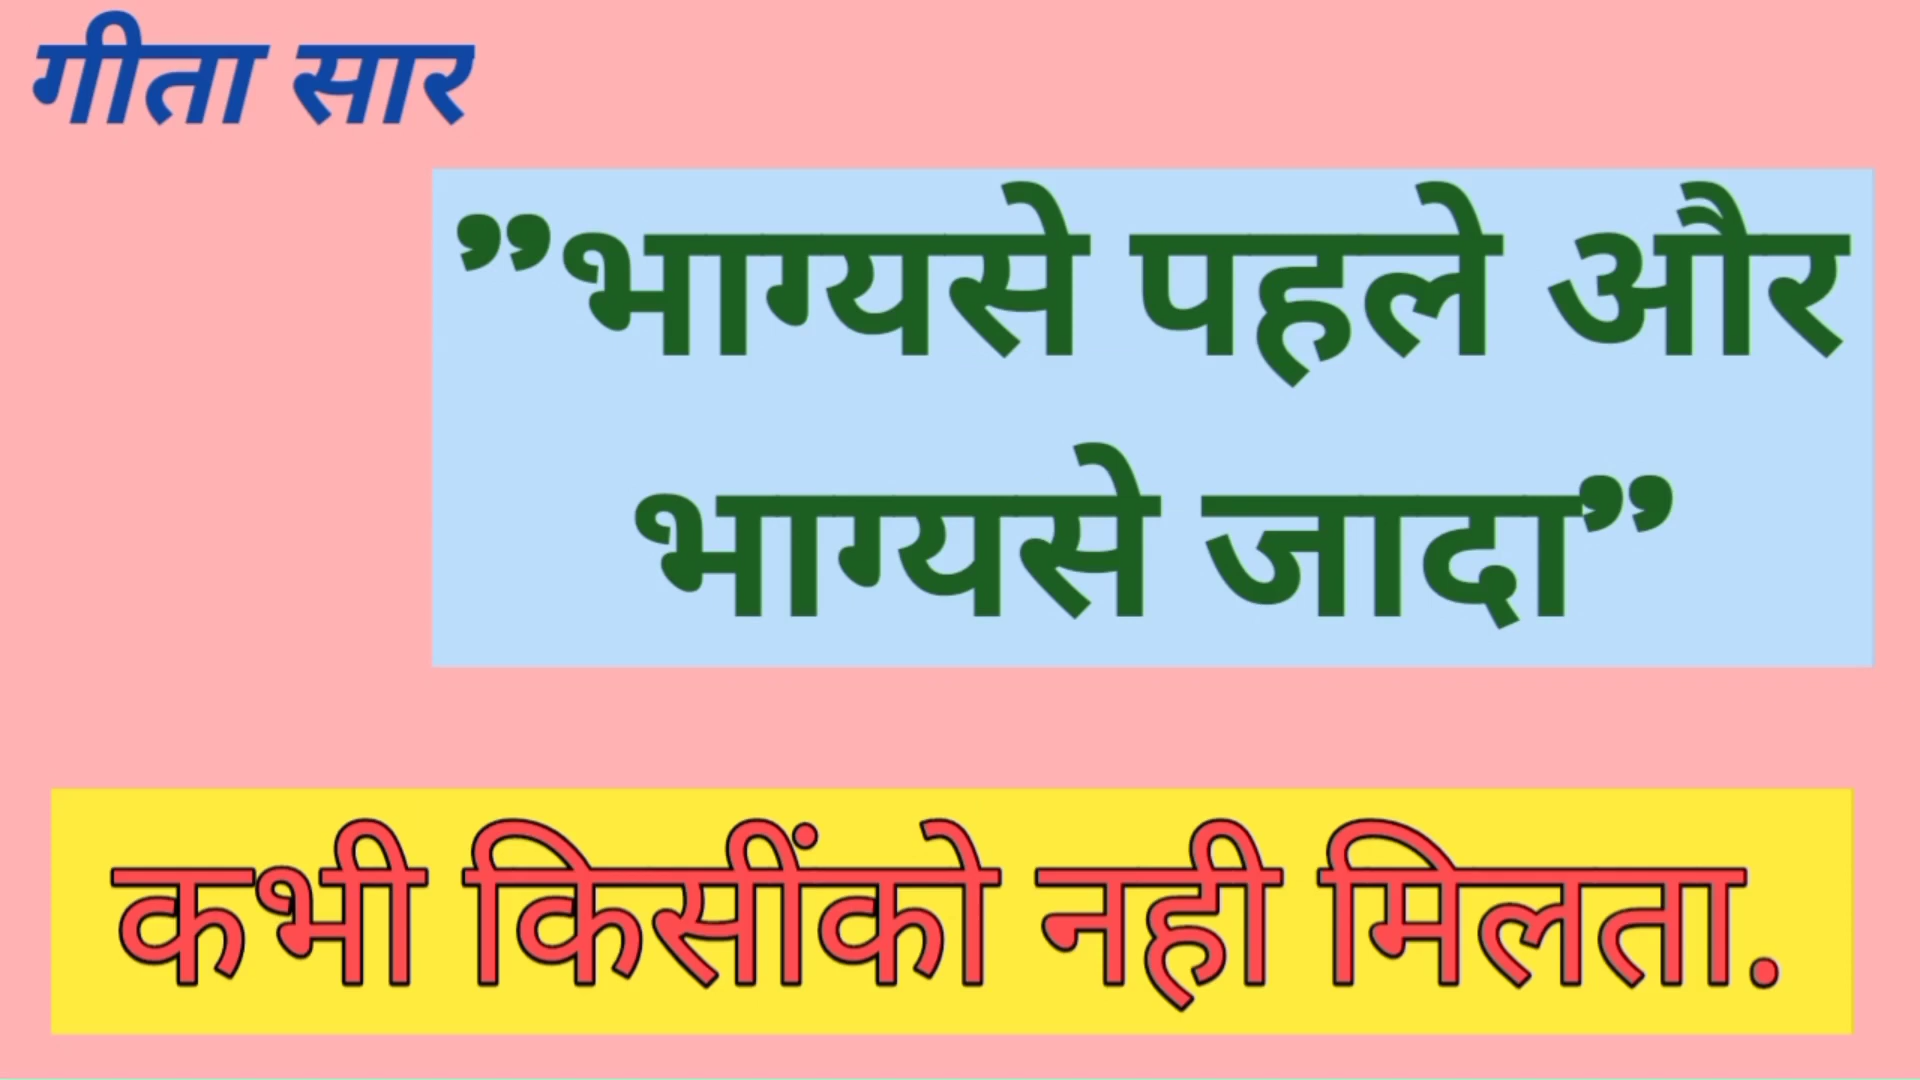 गीता सार
”भाग्यसे पहले और
भाग्यसे जादा”
कभी किसींको नही मिलता.